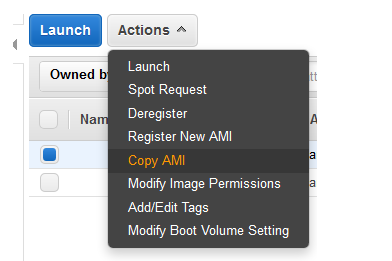 Launch
Actions
Owned b
Launch
Spot Request
Deregister
Register New AMI
Nam
Copy AMI
Modify Image Permissions
Add/Edit Tags
Modify Boot Volume Setting